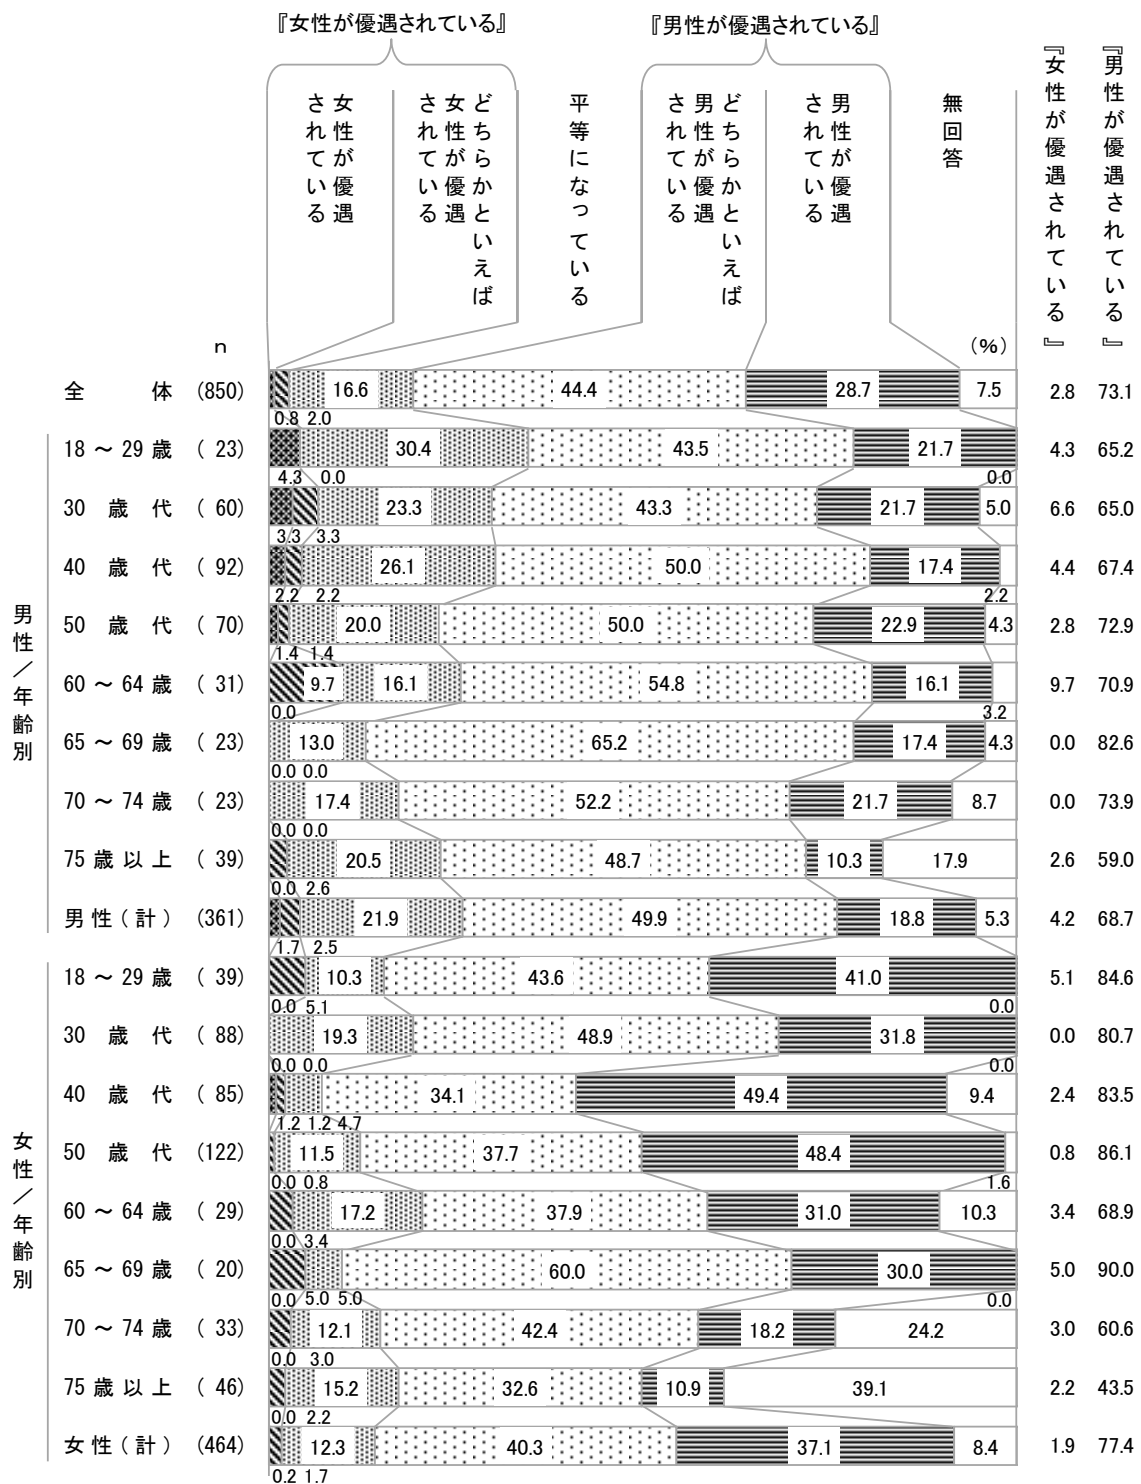 『女性が優遇されている』 『男性が優遇されている』
女性が優遇
されている
どちらかといえば
女性が優遇
されている
平等になっている
どちらかといえば
男性が優遇
されている
男性が優遇
されている
無回答
『女性が優遇されている』
『男性が優遇されている』
n (%)
全体 (850) 16.6 44.4 28.7 7.5 2.8 73.1
0.8 2.0
男性／年齢別
18～29歳 (23) 30.4 43.5 21.7 4.3 65.2
4.3 0.0 0.0
30歳代 (60) 23.3 43.3 21.7 5.0 6.6 65.0
3.3 3.3
40歳代 (92) 26.1 50.0 17.4 4.4 67.4
2.2 2.2 2.2
50歳代 (70) 20.0 50.0 22.9 4.3 2.8 72.9
1.4 1.4
60～64歳 (31) 9.7 16.1 54.8 16.1 9.7 70.9
0.0 3.2
65～69歳 (23) 13.0 65.2 17.4 4.3 0.0 82.6
0.0 0.0
70～74歳 (23) 17.4 52.2 21.7 8.7 0.0 73.9
0.0 0.0
75歳以上 (39) 20.5 48.7 10.3 17.9 2.6 59.0
0.0 2.6
男性(計) (361) 21.9 49.9 18.8 5.3 4.2 68.7
1.7 2.5
女性／年齢別
18～29歳 (39) 10.3 43.6 41.0 5.1 84.6
0.0 5.1 0.0
30歳代 (88) 19.3 48.9 31.8 0.0 80.7
0.0 0.0 0.0
40歳代 (85) 34.1 49.4 9.4 2.4 83.5
1.2 1.2 4.7
50歳代 (122) 11.5 37.7 48.4 0.8 86.1
0.0 0.8 1.6
60～64歳 (29) 17.2 37.9 31.0 10.3 3.4 68.9
0.0 3.4
65～69歳 (20) 60.0 30.0 5.0 90.0
0.0 5.0 5.0 0.0
70～74歳 (33) 12.1 42.4 18.2 24.2 3.0 60.6
0.0 3.0
75歳以上 (46) 15.2 32.6 10.9 39.1 2.2 43.5
0.0 2.2
女性(計) (464) 12.3 40.3 37.1 8.4 1.9 77.4
0.2 1.7